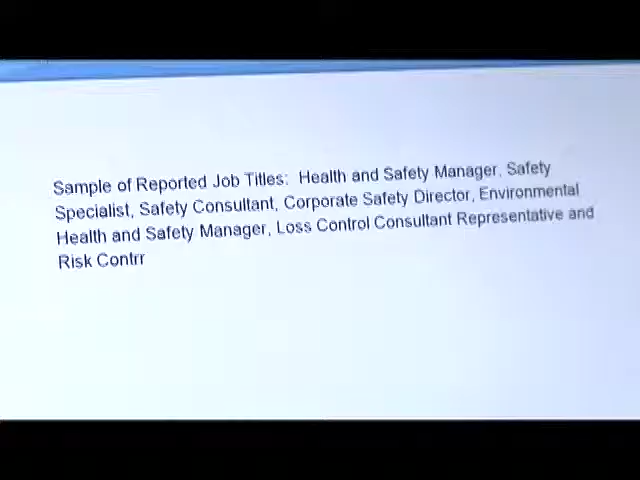 Sample of Reported Job Titles: Health and Safety Manager, Safety
Specialist, Safety Consultant, Corporate Safety Director, Environmental
Health and Safety Manager, Loss Control Consultant Representative and
Risk Contrr